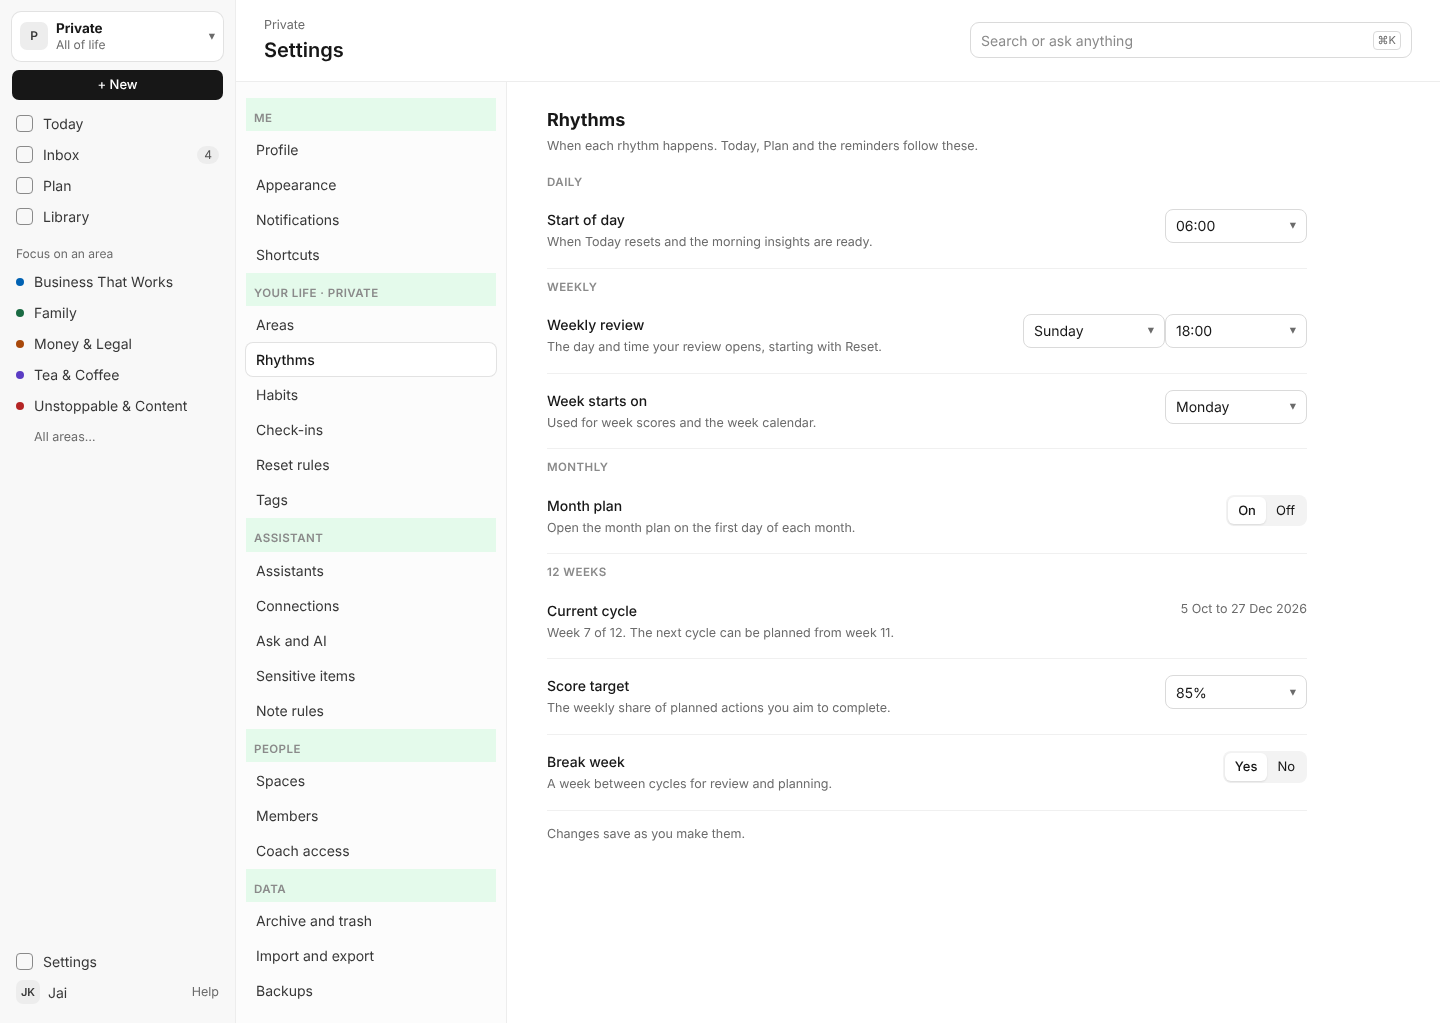 P
Private
All of life
+ New
Today
Inbox
4
Plan
Library
Focus on an area
Business That Works
Family
Money & Legal
Tea & Coffee
Unstoppable & Content
All areas...
Settings
JK
Jai
Help
Private
Settings
Search or ask anything
⌘K
ME
Profile
Appearance
Notifications
Shortcuts
YOUR LIFE · PRIVATE
Areas
Rhythms
Habits
Check-ins
Reset rules
Tags
ASSISTANT
Assistants
Connections
Ask and AI
Sensitive items
Note rules
PEOPLE
Spaces
Members
Coach access
DATA
Archive and trash
Import and export
Backups
Rhythms
When each rhythm happens. Today, Plan and the reminders follow these.
DAILY
Start of day
06:00
When Today resets and the morning insights are ready.
WEEKLY
Weekly review
Sunday
18:00
The day and time your review opens, starting with Reset.
Week starts on
Monday
Used for week scores and the week calendar.
MONTHLY
Month plan
On
Off
Open the month plan on the first day of each month.
12 WEEKS
Current cycle
5 Oct to 27 Dec 2026
Week 7 of 12. The next cycle can be planned from week 11.
Score target
85%
The weekly share of planned actions you aim to complete.
Break week
Yes
No
A week between cycles for review and planning.
Changes save as you make them.